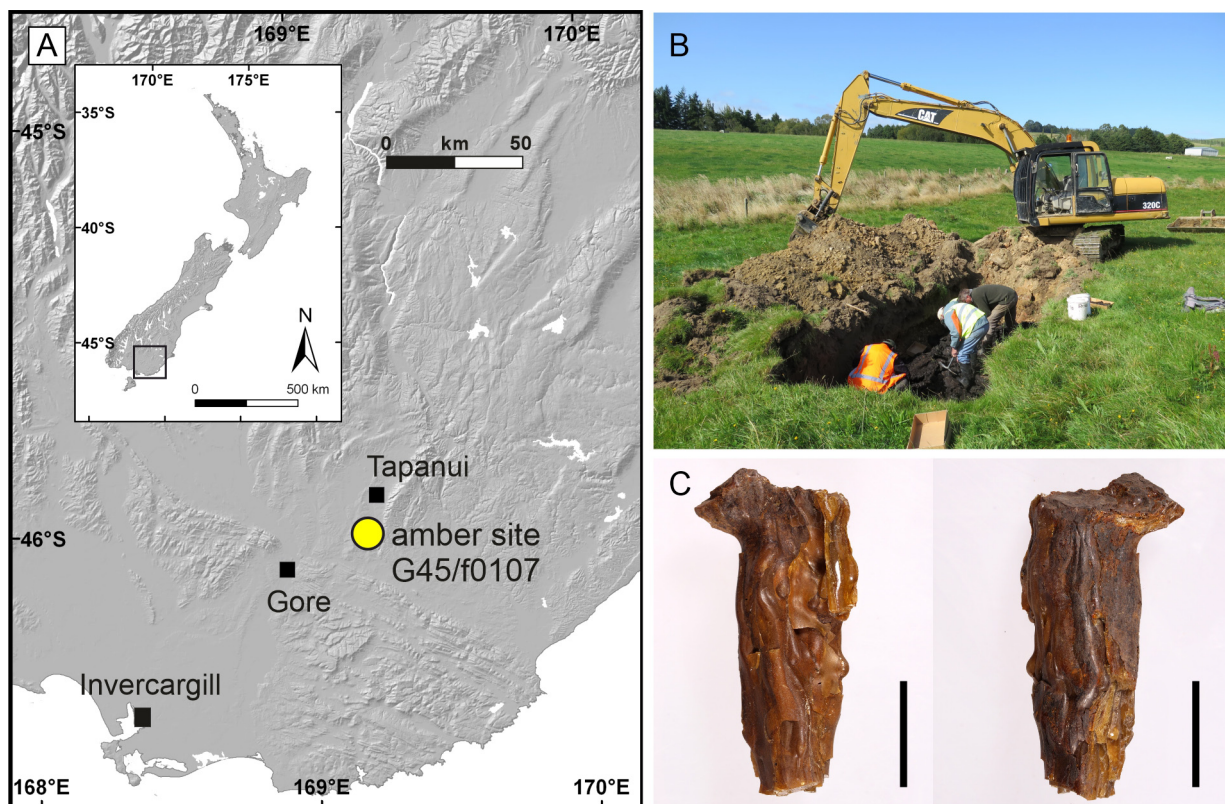 A
169°E
170°E
170°E
175°E
35°S
40°S
45°S
N
0
500 km
45°S
0
km
50
Tapanui
amber site
G45/f0107
46°S
Gore
Invercargill
168°E
169°E
170°E
B
CAT
320C
C